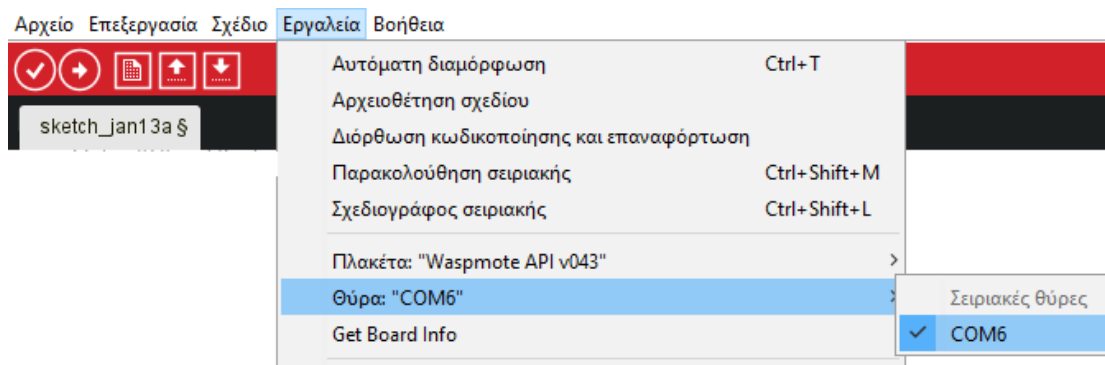 Αρχείο Επεξεργασία Σχέδιο Εργαλεία Βοήθεια
sketch_jan13a §
Αυτόματη διαμόρφωση Ctrl+T
Αρχειοθέτηση σχεδίου
Διόρθωση κωδικοποίησης και επαναφόρτωση
Παρακολούθηση σειριακής Ctrl+Shift+M
Σχεδιογράφος σειριακής Ctrl+Shift+L
Πλακέτα: "Waspmote API v043"
Θύρα: "COM6"
Get Board Info
Σειριακές θύρες
COM6